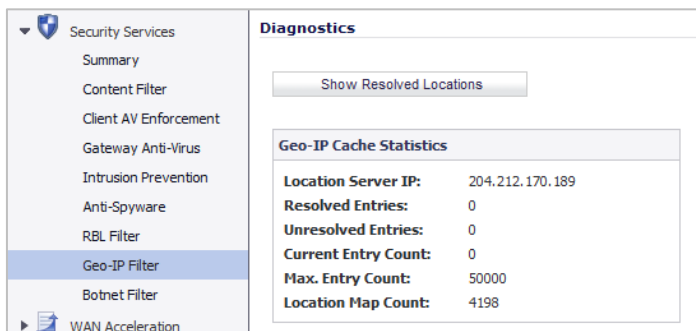 Security Services
Summary
Content Filter
Client AV Enforcement
Gateway Anti-Virus
Intrusion Prevention
Anti-Spyware
RBL Filter
Geo-IP Filter
Botnet Filter
WAN Acceleration
Diagnostics
Show Resolved Locations
Geo-IP Cache Statistics
Location Server IP: 204.212.170.189
Resolved Entries: 0
Unresolved Entries: 0
Current Entry Count: 0
Max. Entry Count: 50000
Location Map Count: 4198